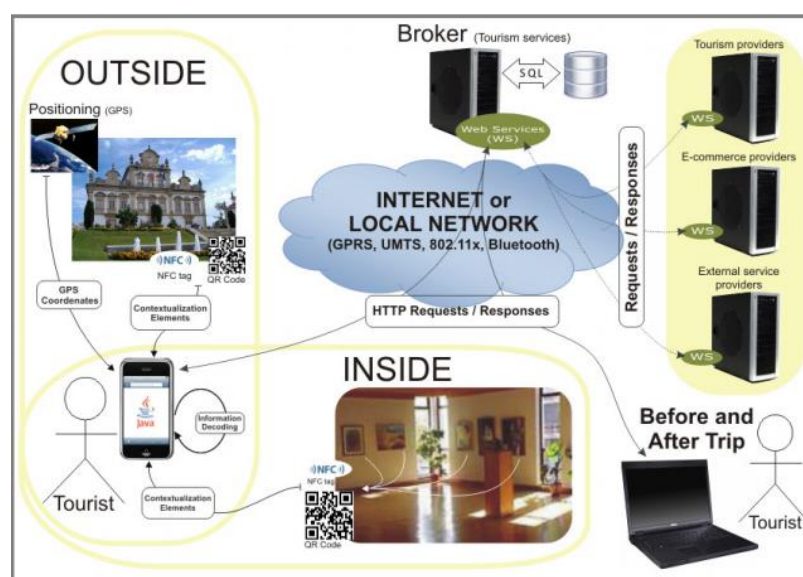 Broker (Tourism services)
SQL
Web Services
(WS)
Tourism providers
WS
E-commerce providers
WS
External service
providers
WS
Requests / Responses
OUTSIDE
Positioning (GPS)
NFC
NFC tag
QR Code
GPS
Coordinates
Contextualization
Elements
INTERNET or
LOCAL NETWORK
(GPRS, UMTS, 802.11x, Bluetooth)
HTTP Requests / Responses
INSIDE
Java
Information
Decoding
Tourist
Contextualization
Elements
NFC
NFC tag
QR Code
Before and
After Trip
Tourist